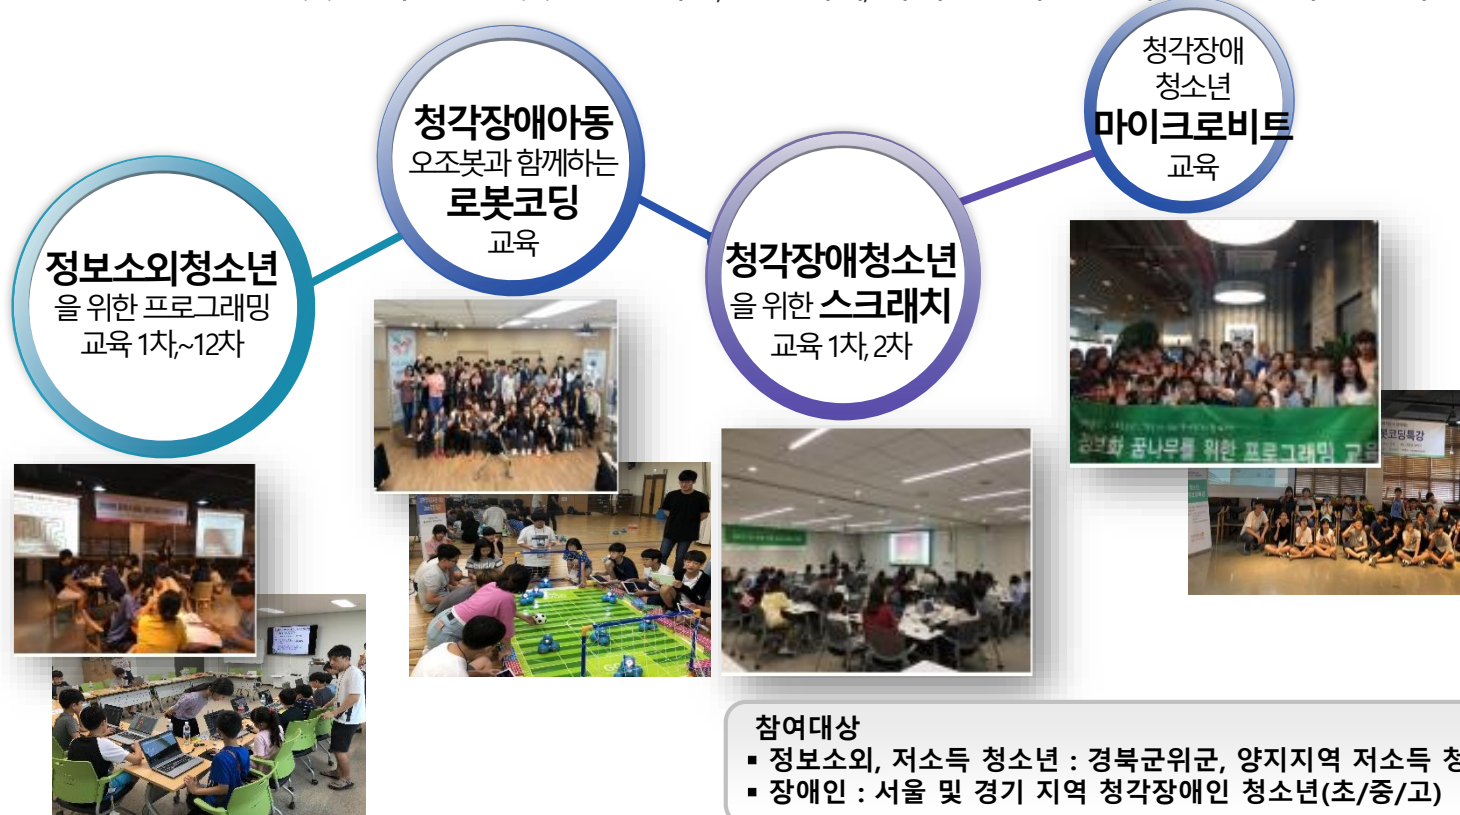 정보소외청소년
을 위한 프로그래밍
교육 1차,~12차
청각장애아동
오조봇과 함께하는
로봇코딩
교육
청각장애청소년
을 위한 스크래치
교육 1차, 2차
청각장애
청소년
마이크로비트
교육
꿈나무를 위한 프로그래밍
참여대상
▪ 정보소외, 저소득 청소년 : 경북군위군, 양지지역 저소득
▪ 장애인 : 서울 및 경기 지역 청각장애인 청소년(초/중/고)